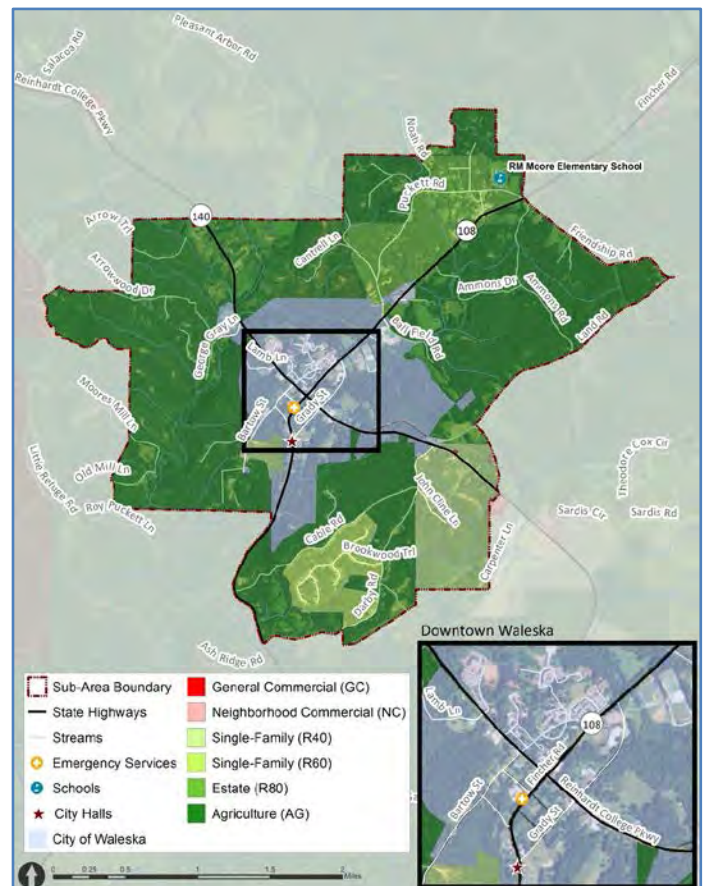 Pleasant Arbor Rd
Salacoa Rd
Reinhardt College Pkwy
Fincher Rd
Noah Rd
RM Moore Elementary School
Puckett Rd
140
108
Arrow Trl
Cantrell Ln
Friendship Rd
Arrowwood Dr
Ammons Dr
Ammons Rd
Land Rd
George Gray Ln
Ball Field Rd
Lamb Ln
Grady St
Bartow St
Moores Mill Ln
Little Refuge Rd
Old Mill Ln
Roy Puckett Ln
Theodore Cox Cir
Sardis Cir
Sardis Rd
John Cline Ln
Carpenter Ln
Cable Rd
Brookwood Trl
Darby Rd
Ash Ridge Rd
Downtown Waleska
Lamb Ln
108
Fincher Rd
Bartow St
Grady St
Reinhardt College Pkwy
Sub-Area Boundary
State Highways
Streams
Emergency Services
Schools
City Halls
City of Waleska
General Commercial (GC)
Neighborhood Commercial (NC)
Single-Family (R40)
Single-Family (R60)
Estate (R80)
Agriculture (AG)
0 0.25 0.5 1 1.5 2
Miles